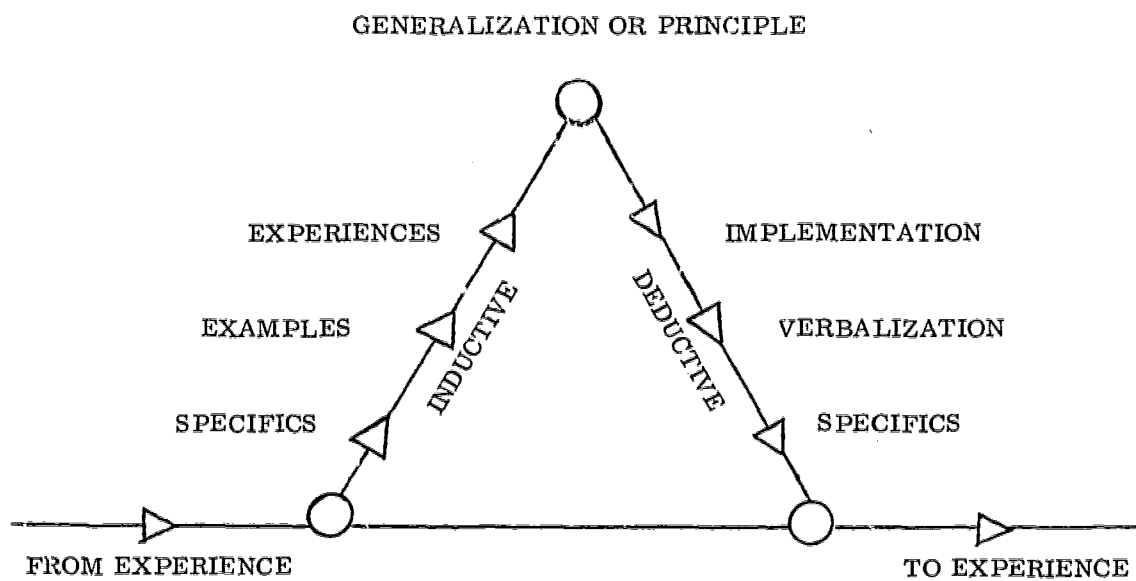 GENERALIZATION OR PRINCIPLE
EXPERIENCES
IMPLEMENTATION
EXAMPLES
INDUCTIVE
DEDUCTIVE
VERBALIZATION
SPECIFICS
SPECIFICS
FROM EXPERIENCE
TO EXPERIENCE